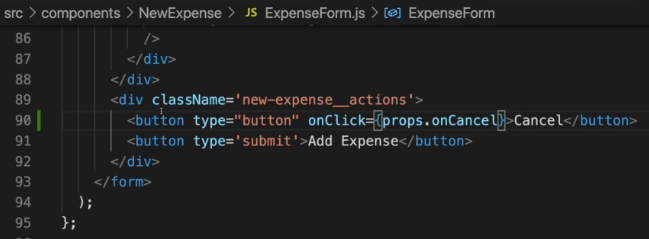 src > components > NewExpense > JS ExpenseForm.js > ExpenseForm
86 />
87 </div>
88 </div>
89 <div className='new-expense__actions'>
90 <button type="button" onClick={props.onCancel}>Cancel</button>
91 <button type='submit'>Add Expense</button>
92 </div>
93 </form>
94 );
95 };